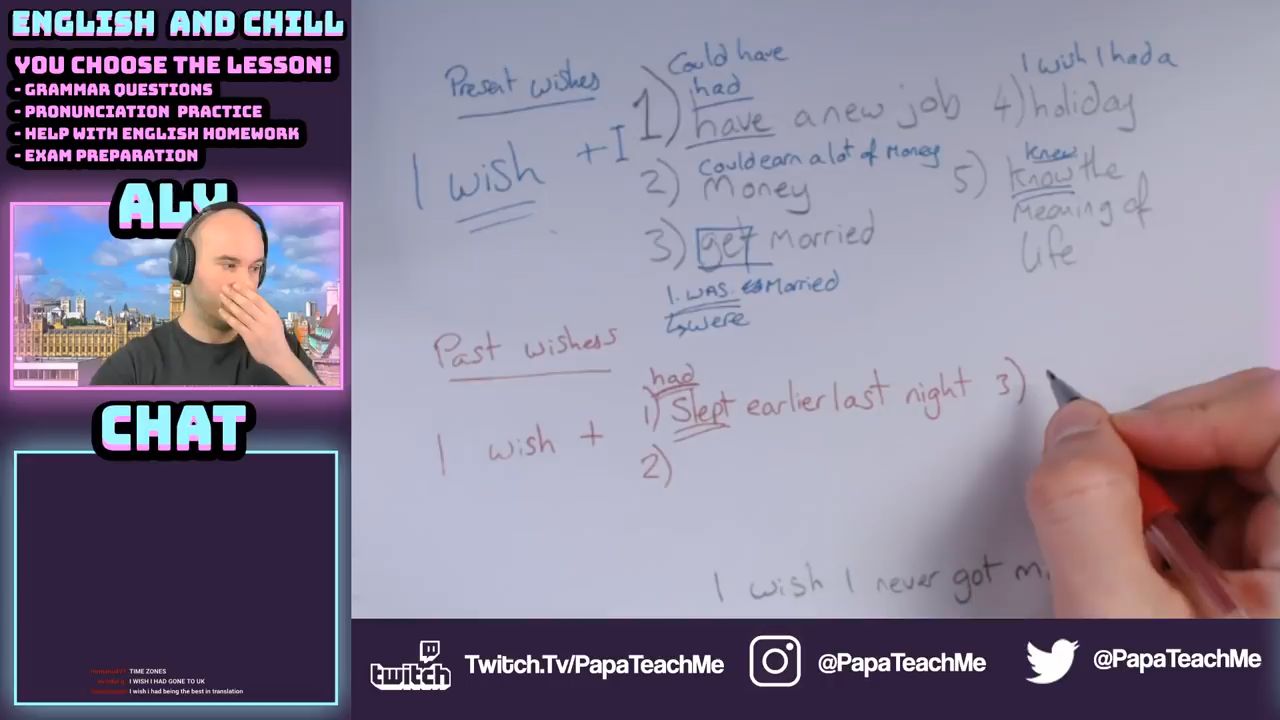 ENGLISH AND CHILL
YOU CHOOSE THE LESSON!
- GRAMMAR QUESTIONS
- PRONUNCIATION PRACTICE
- HELP WITH ENGLISH HOMEWORK
- EXAM PREPARATION
ALY
CHAT
TIME ZONES
I WISH I HAD GONE TO UK
I wish i had being the best in translation
Present wishes
I wish + I
Could have
had
1) have a new job
Could earn a lot of money
2) Money
3) get married
I was married
↳were
I wish I had a
4) holiday
knew
5) know the
Meaning of
life
Past wishess
I wish +
had
1) Slept earlier last night
2)
3)
I wish I never got m
twitch
Twitch.Tv/PapaTeachMe
@PapaTeachMe
@PapaTeachMe